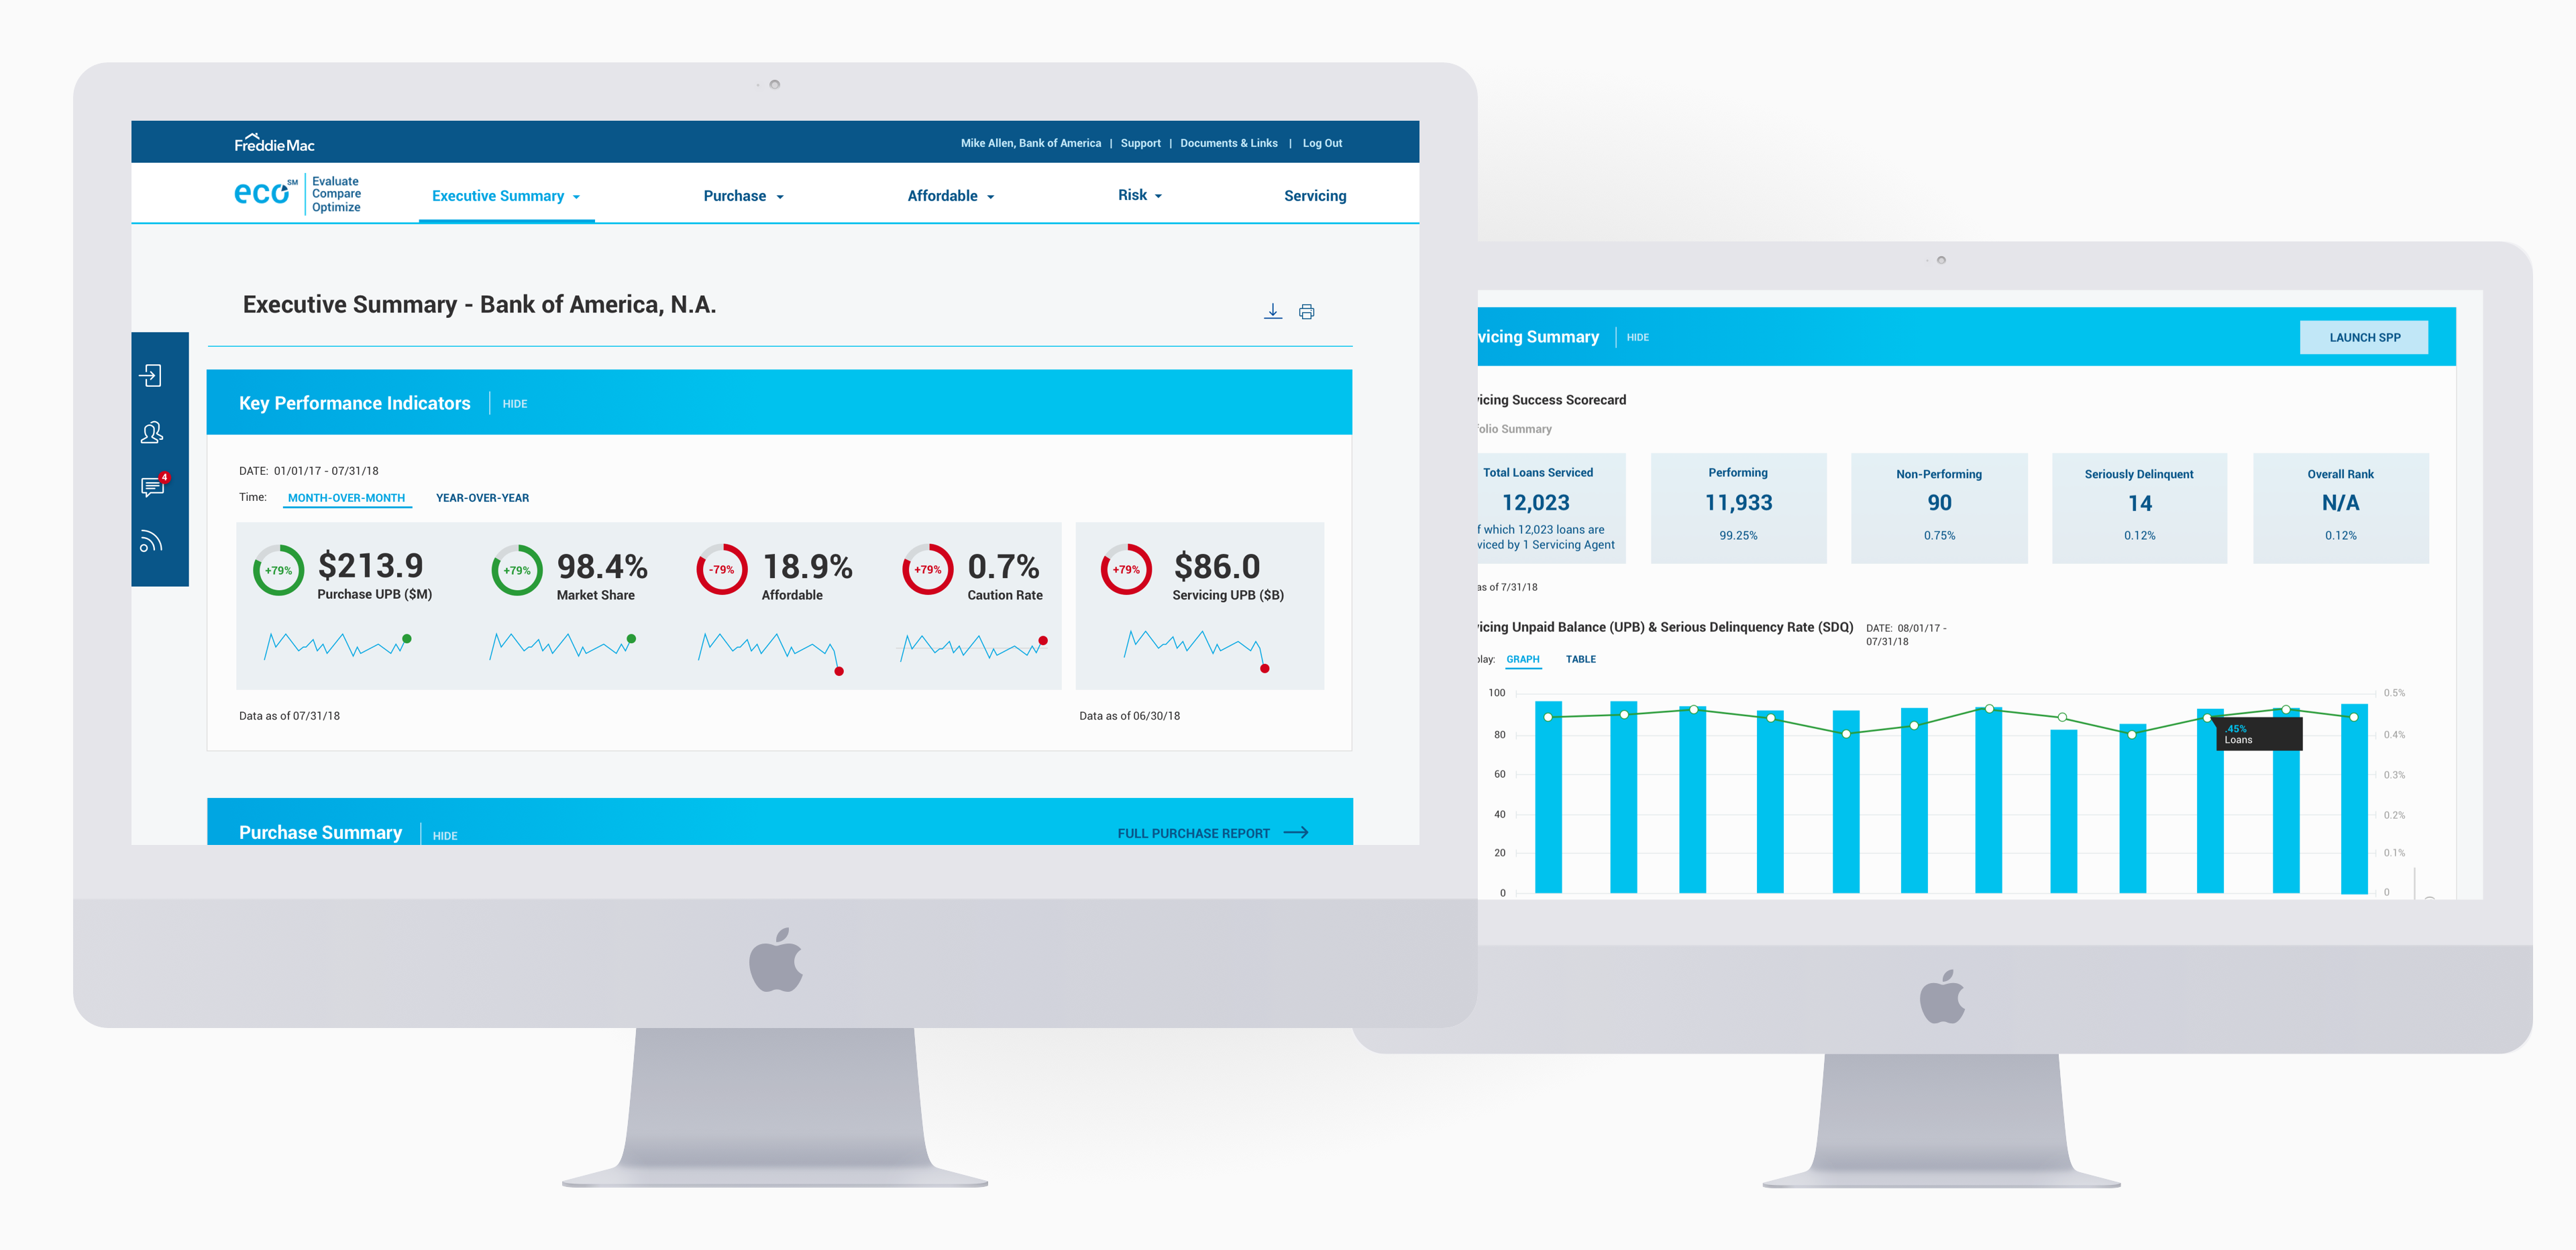 FreddieMac
Mike Allen, Bank of America | Support | Documents & Links | Log Out
eco SM
Evaluate
Compare
Optimize
Executive Summary
Purchase
Affordable
Risk
Servicing
Executive Summary - Bank of America, N.A.
4
Key Performance Indicators
HIDE
DATE: 01/01/17 - 07/31/18
Time: MONTH-OVER-MONTH YEAR-OVER-YEAR
+79%
$213.9
Purchase UPB ($M)
+79%
98.4%
Market Share
-79%
18.9%
Affordable
+79%
0.7%
Caution Rate
+79%
$86.0
Servicing UPB ($B)
Data as of 07/31/18
Data as of 06/30/18
Purchase Summary
HIDE
FULL PURCHASE REPORT
vicing Summary
HIDE
LAUNCH SPP
icing Success Scorecard
folio Summary
Total Loans Serviced
12,023
f which 12,023 loans are
viced by 1 Servicing Agent
Performing
11,933
99.25%
Non-Performing
90
0.75%
Seriously Delinquent
14
0.12%
Overall Rank
N/A
0.12%
as of 7/31/18
icing Unpaid Balance (UPB) & Serious Delinquency Rate (SDQ)
DATE: 08/01/17 -
07/31/18
play: GRAPH TABLE
100
80
60
40
20
0
0.5%
0.4%
0.3%
0.2%
0.1%
0
.45%
Loans